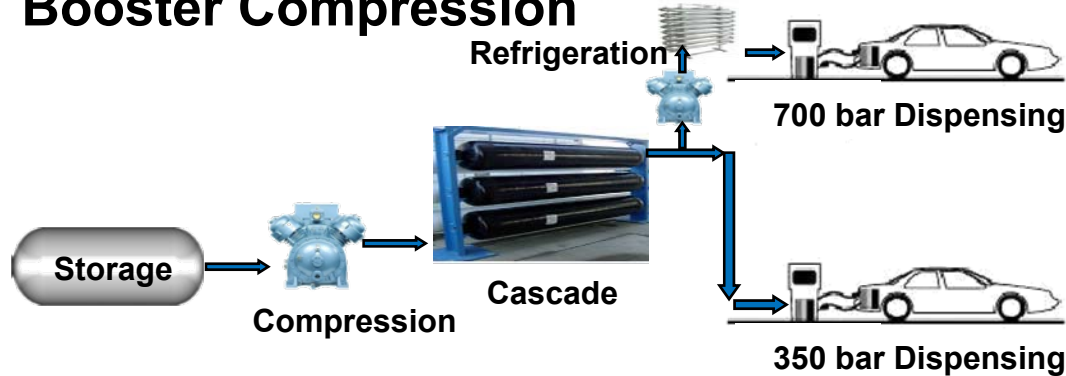 Booster Compression
Refrigeration
700 bar Dispensing
Storage
Cascade
Compression
350 bar Dispensing